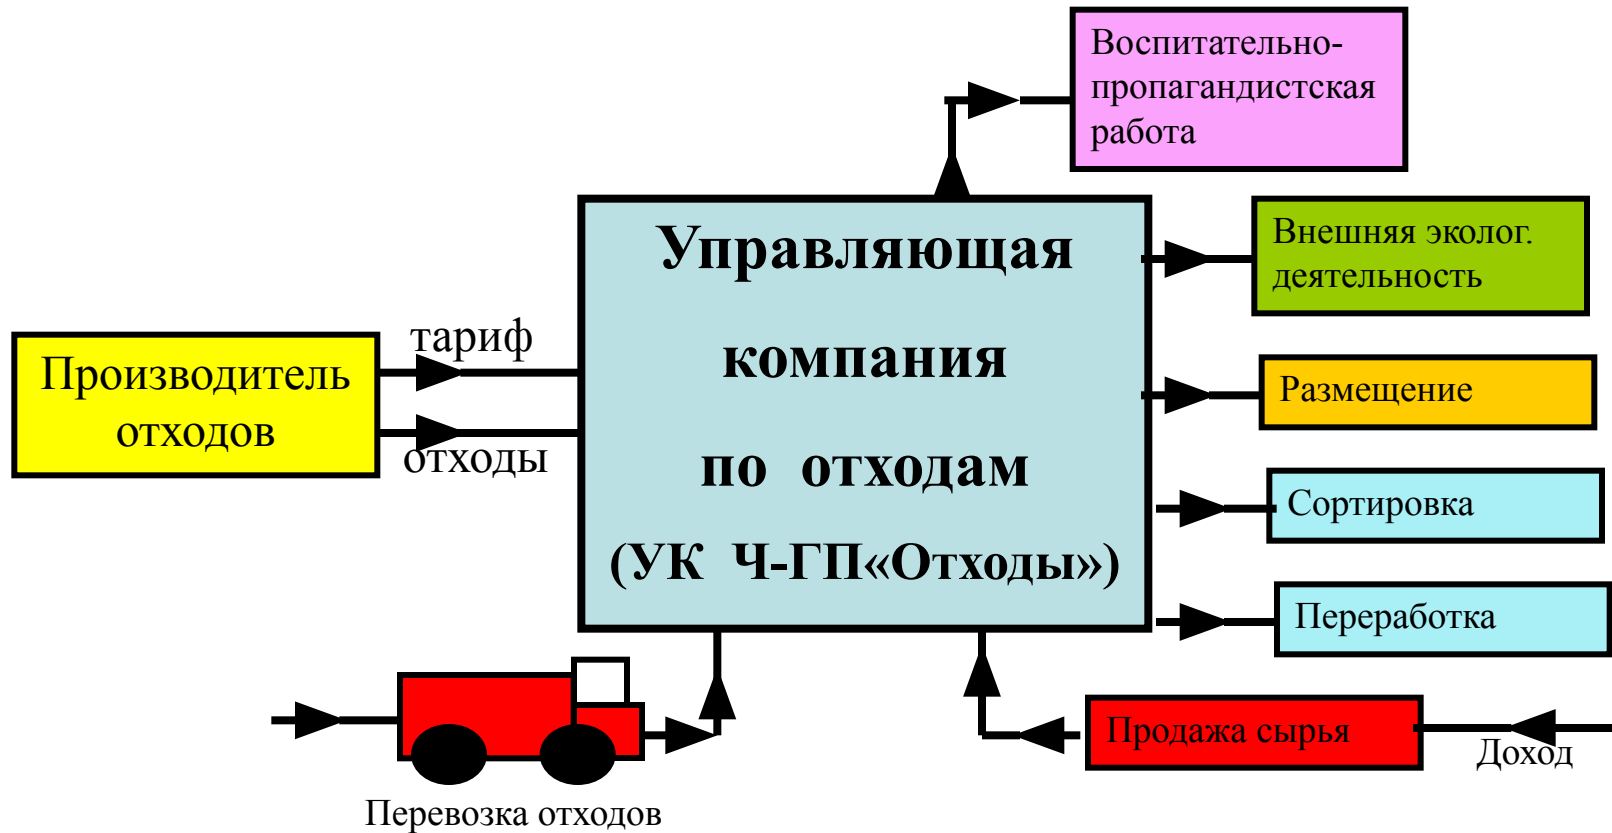 Воспитательно-
пропагандистская
работа
Управляющая
компания
по отходам
(УК Ч-ГП«Отходы»)
Внешняя эколог.
деятельность
тариф
Производитель
отходов
отходы
Размещение
Сортировка
Переработка
Продажа сырья
Доход
Перевозка отходов